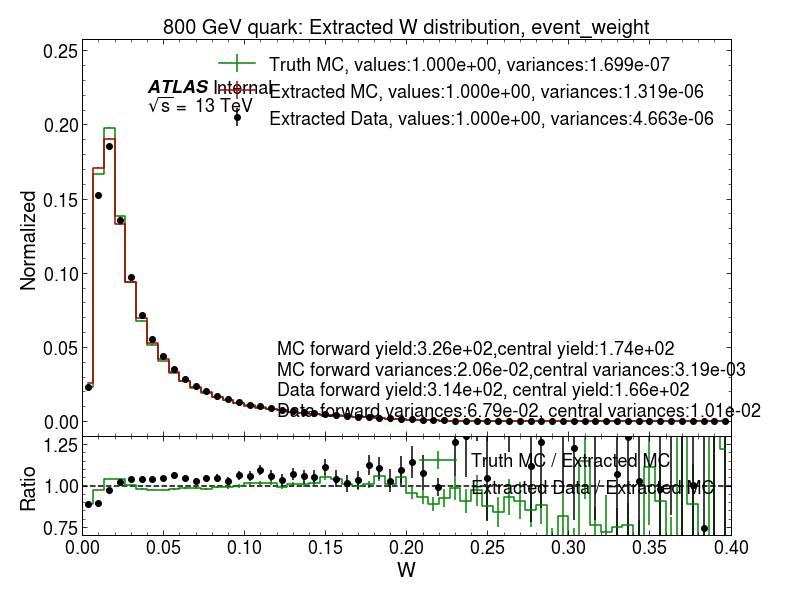 800 GeV quark: Extracted W distribution, event_weight
Truth MC, values:1.000e+00, variances:1.699e-07
ATLAS Internal
Extracted MC, values:1.000e+00, variances:1.319e-06
√s = 13 TeV
Extracted Data, values:1.000e+00, variances:4.663e-06
Normalized
0.25
0.20
0.15
0.10
0.05
0.00
MC forward yield:3.26e+02,central yield:1.74e+02
MC forward variances:2.06e-02,central variances:3.19e-03
Data forward yield:3.14e+02, central yield:1.66e+02
Data forward variances:6.79e-02, central variances:1.01e-02
Ratio
1.25
1.00
0.75
Truth MC / Extracted MC
Extracted Data / Extracted MC
0.00 0.05 0.10 0.15 0.20 0.25 0.30 0.35 0.40
W